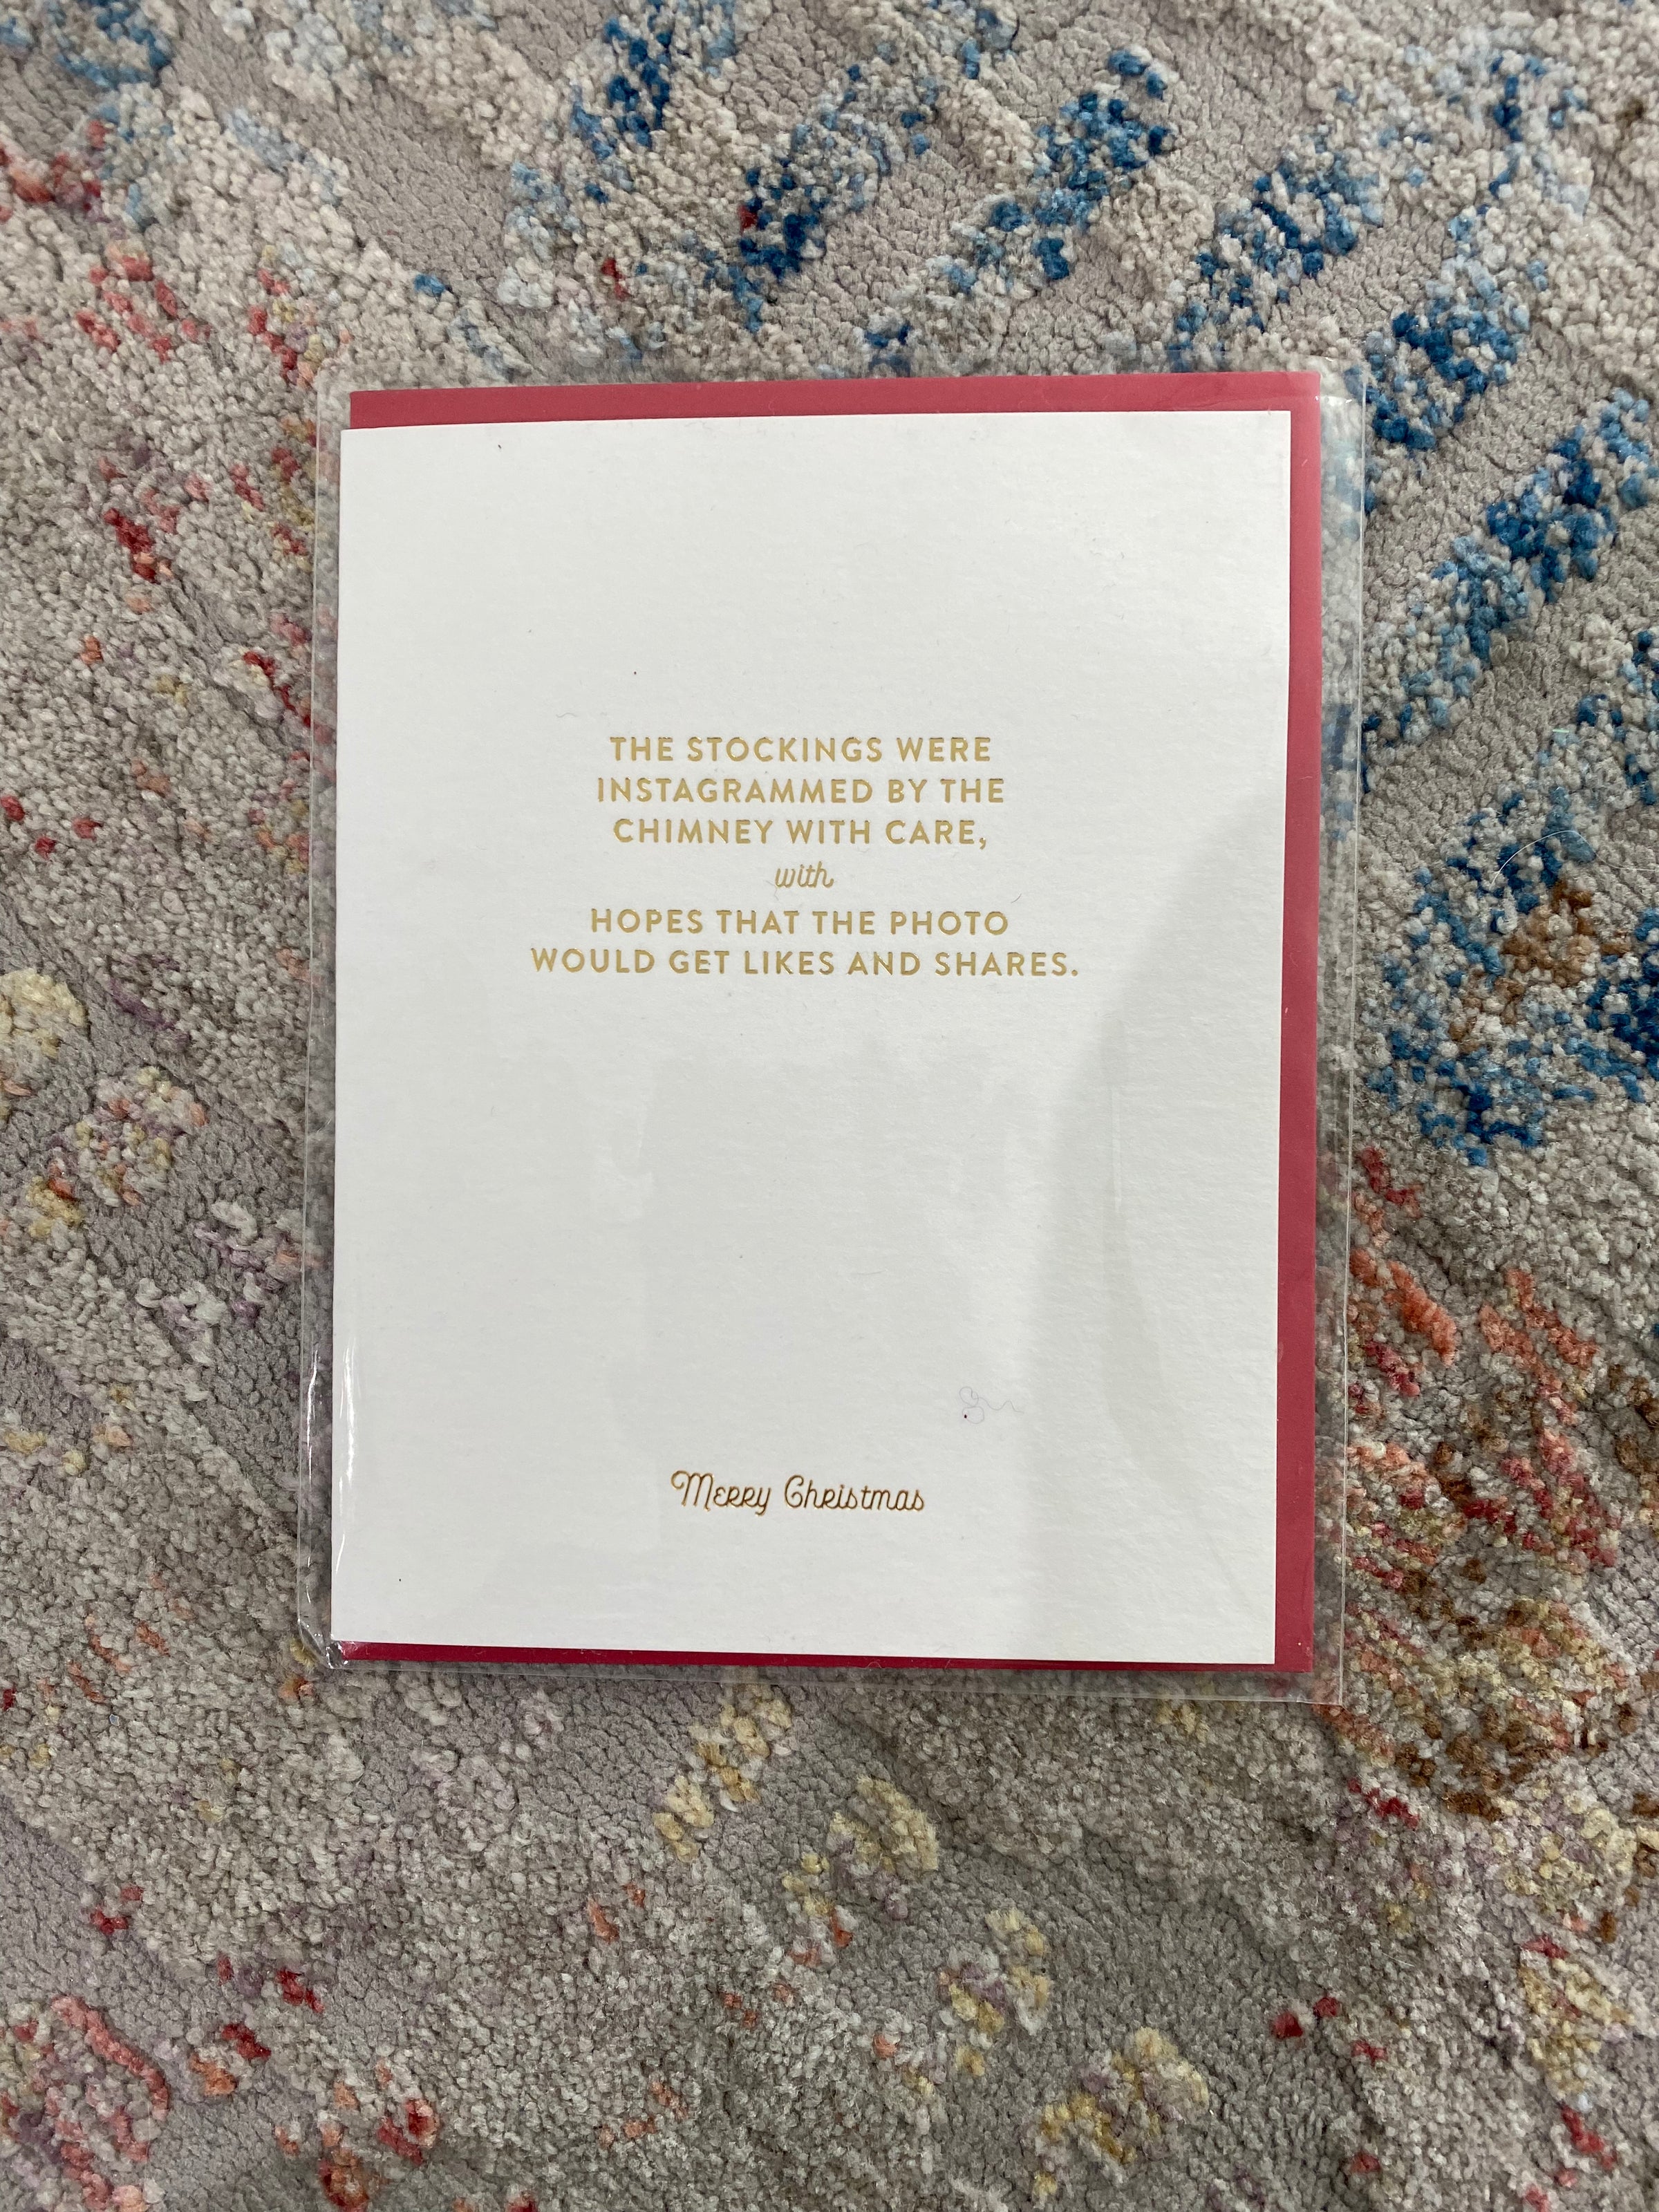 THE STOCKINGS WERE
INSTAGRAMMED BY THE
CHIMNEY WITH CARE,
with
HOPES THAT THE PHOTO
WOULD GET LIKES AND SHARES.
Merry Christmas